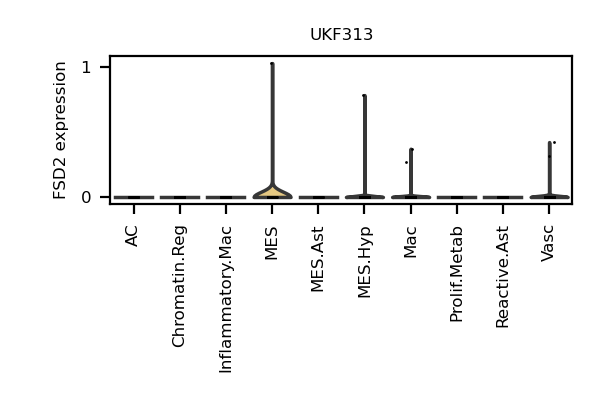 UKF313
FSD2 expression
1
0
AC
Chromatin.Reg
Inflammatory.Mac
MES
MES.Ast
MES.Hyp
Mac
Prolif.Metab
Reactive.Ast
Vasc